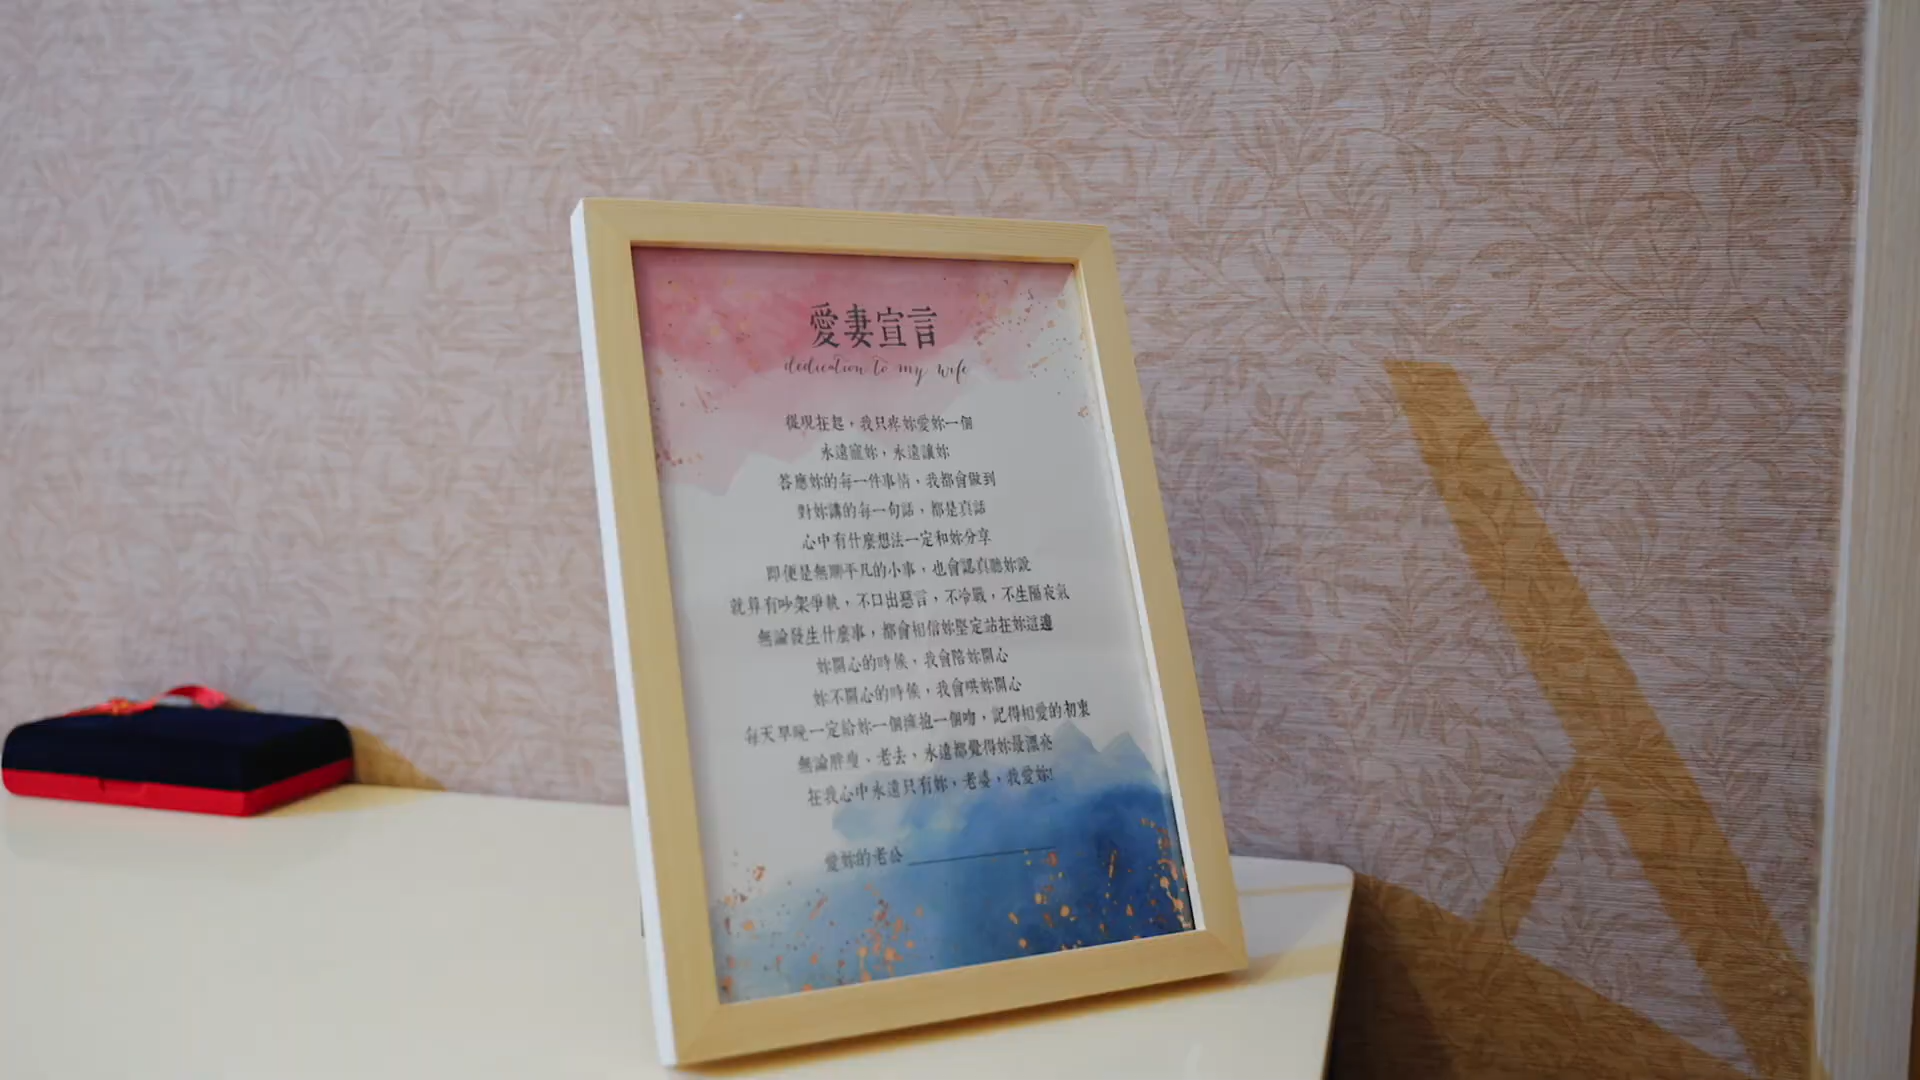 愛妻宣言
dedication to my wife
從現在起，我只疼妳愛妳一個
永遠寵妳，永遠讓妳
答應妳的每一件事情，我都會做到
對妳講的每一句話，都是真話
心中有什麼想法一定和妳分享
即便是無聊平凡的小事，也會認真聽妳說
就算有吵架爭執，不口出惡言，不冷戰，不生隔夜氣
無論發生什麼事，都會相信妳堅定站在妳這邊
妳開心的時候，我會陪妳開心
妳不開心的時候，我會哄妳開心
每天早晚一定給妳一個擁抱一個吻，記得相愛的初衷
無論胖瘦、老去，永遠都覺得妳最漂亮
在我心中永遠只有妳，老婆，我愛妳!
愛妳的老公